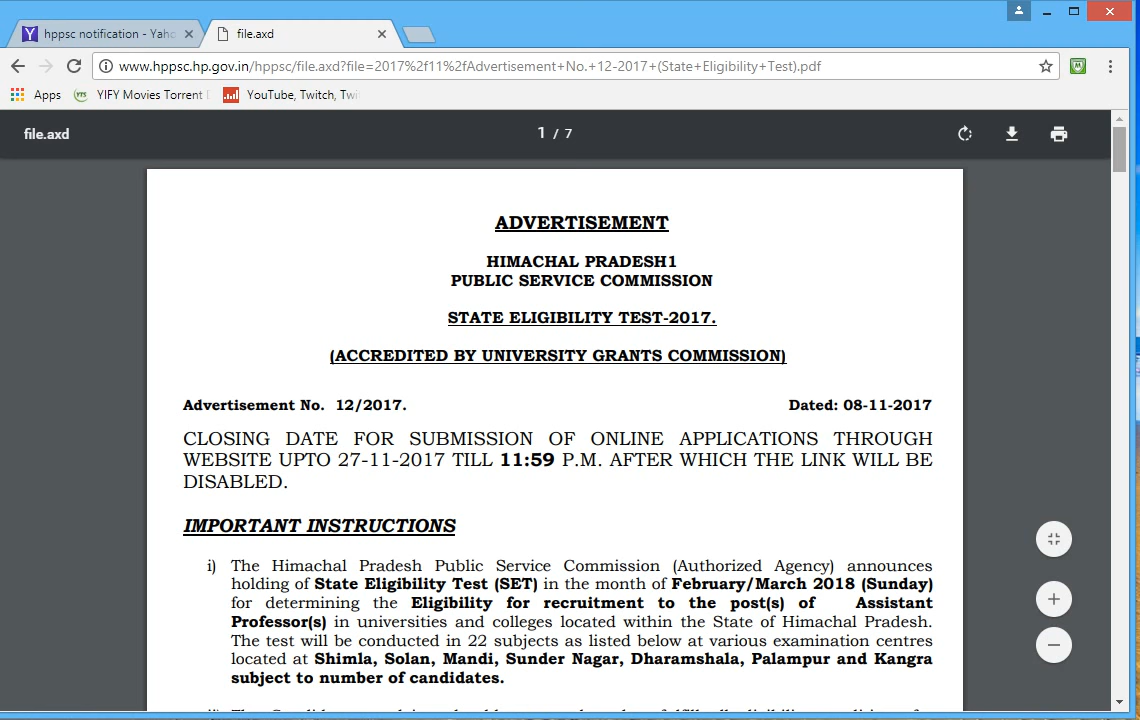 hppsc notification - Yaho
file.axd
www.hppsc.hp.gov.in/hppsc/file.axd?file=2017%2f11%2fAdvertisement+No.+12-2017+(State+Eligibility+Test).pdf
Apps YIFY Movies Torrent YouTube, Twitch, Twi
file.axd 1 / 7
ADVERTISEMENT
HIMACHAL PRADESH1
PUBLIC SERVICE COMMISSION
STATE ELIGIBILITY TEST-2017.
(ACCREDITED BY UNIVERSITY GRANTS COMMISSION)
Advertisement No. 12/2017. Dated: 08-11-2017
CLOSING DATE FOR SUBMISSION OF ONLINE APPLICATIONS THROUGH
WEBSITE UPTO 27-11-2017 TILL 11:59 P.M. AFTER WHICH THE LINK WILL BE
DISABLED.
IMPORTANT INSTRUCTIONS
i) The Himachal Pradesh Public Service Commission (Authorized Agency) announces
holding of State Eligibility Test (SET) in the month of February/March 2018 (Sunday)
for determining the Eligibility for recruitment to the post(s) of Assistant
Professor(s) in universities and colleges located within the State of Himachal Pradesh.
The test will be conducted in 22 subjects as listed below at various examination centres
located at Shimla, Solan, Mandi, Sunder Nagar, Dharamshala, Palampur and Kangra
subject to number of candidates.